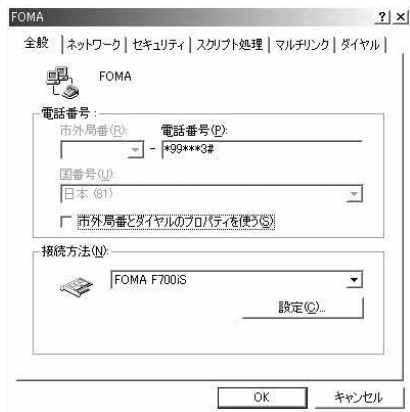 FOMA ? ×
全般 ネットワーク セキュリティ スクリプト処理 マルチリンク ダイヤル
FOMA
電話番号:
市外局番(R): 電話番号(P):
- *99***3#
国番号(U):
日本 (81)
市外局番とダイヤルのプロパティを使う(S)
接続方法(N):
FOMA F700iS
設定(C)...
OK キャンセル